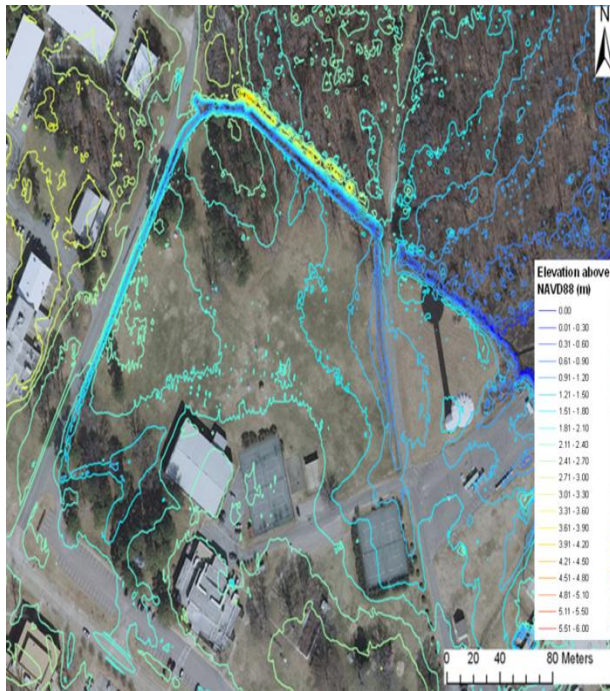 N
Elevation above
NAVD88 (m)
0.00
0.01 - 0.30
0.31 - 0.60
0.61 - 0.90
0.91 - 1.20
1.21 - 1.50
1.51 - 1.80
1.81 - 2.10
2.11 - 2.40
2.41 - 2.70
2.71 - 3.00
3.01 - 3.30
3.31 - 3.60
3.61 - 3.90
3.91 - 4.20
4.21 - 4.50
4.51 - 4.80
4.81 - 5.10
5.11 - 5.50
5.51 - 6.00
0 20 40 80 Meters